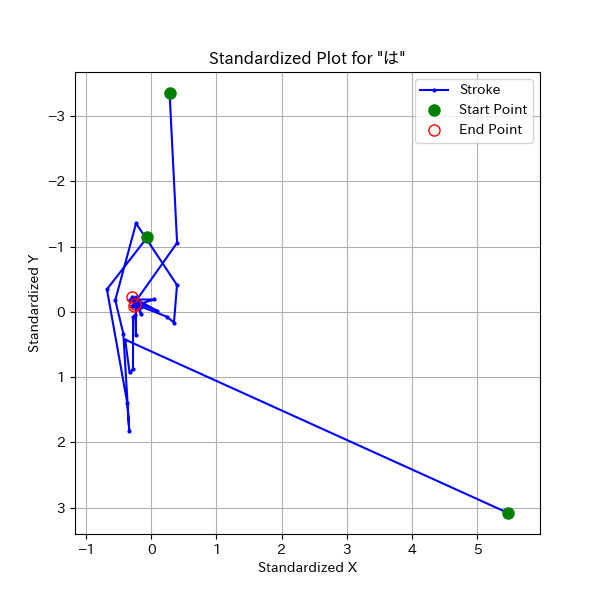 Standardized Plot for "は"
Stroke
Start Point
End Point
Standardized Y
−3
−2
−1
0
1
2
3
−1 0 1 2 3 4 5
Standardized X